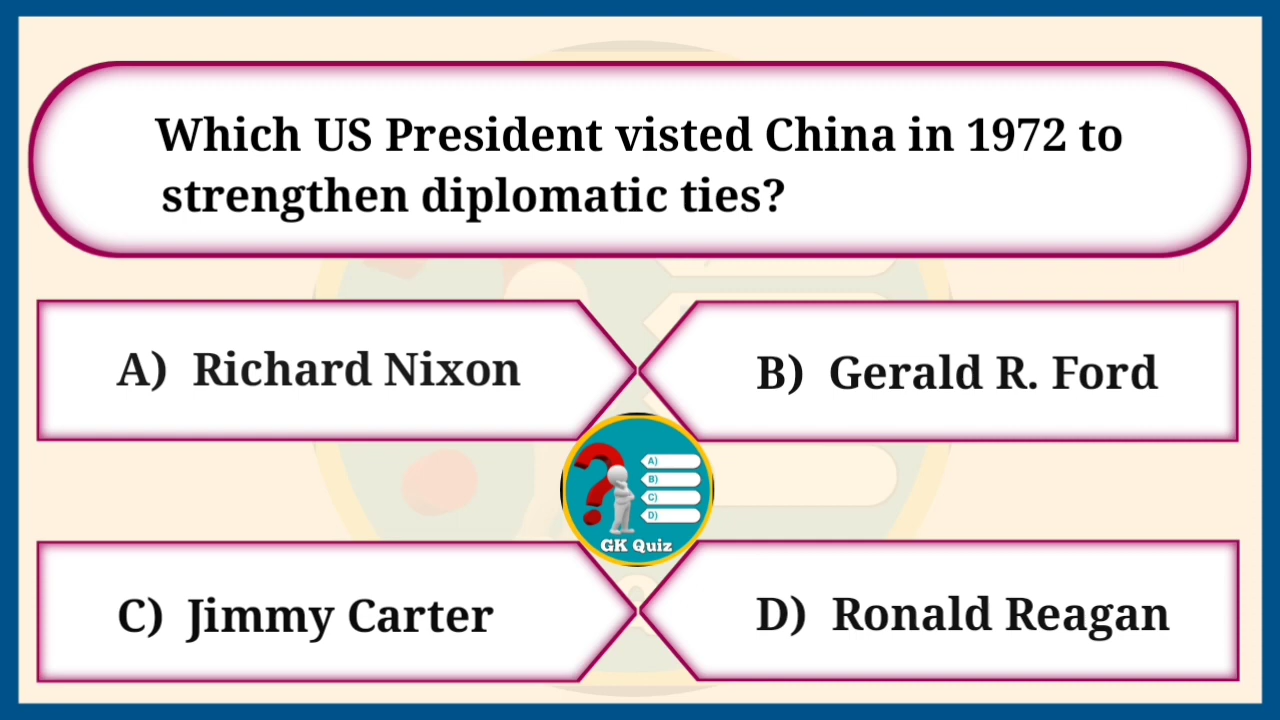 Which US President visted China in 1972 to
strengthen diplomatic ties?
A) Richard Nixon
B) Gerald R. Ford
A)
B)
C)
D)
GK Quiz
C) Jimmy Carter
D) Ronald Reagan